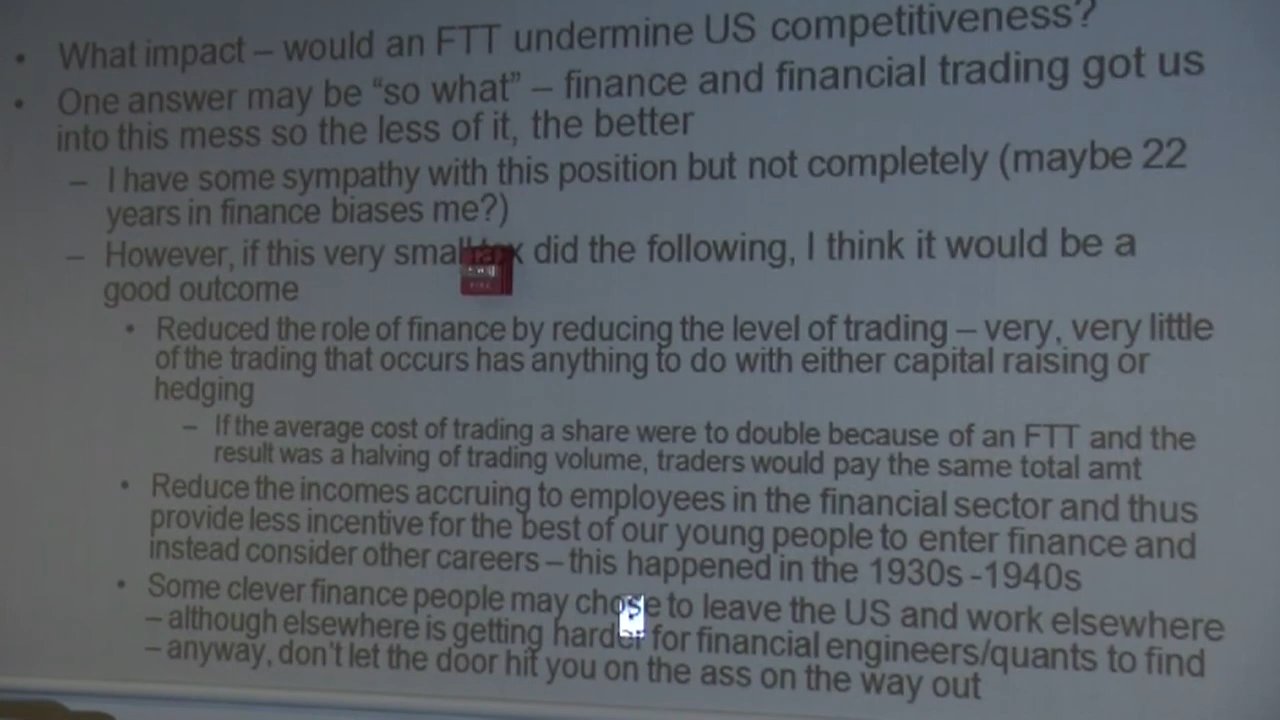 • What impact – would an FTT undermine US competitiveness?
• One answer may be “so what” – finance and financial trading got us
into this mess so the less of it, the better
– I have some sympathy with this position but not completely (maybe 22
years in finance biases me?)
– However, if this very small tax did the following, I think it would be a
good outcome
• Reduced the role of finance by reducing the level of trading – very, very little
of the trading that occurs has anything to do with either capital raising or
hedging
– If the average cost of trading a share were to double because of an FTT and the
result was a halving of trading volume, traders would pay the same total amt
• Reduce the incomes accruing to employees in the financial sector and thus
provide less incentive for the best of our young people to enter finance and
instead consider other careers – this happened in the 1930s -1940s
• Some clever finance people may chose to leave the US and work elsewhere
– although elsewhere is getting harder for financial engineers/quants to find
– anyway, don't let the door hit you on the ass on the way out
FIRE